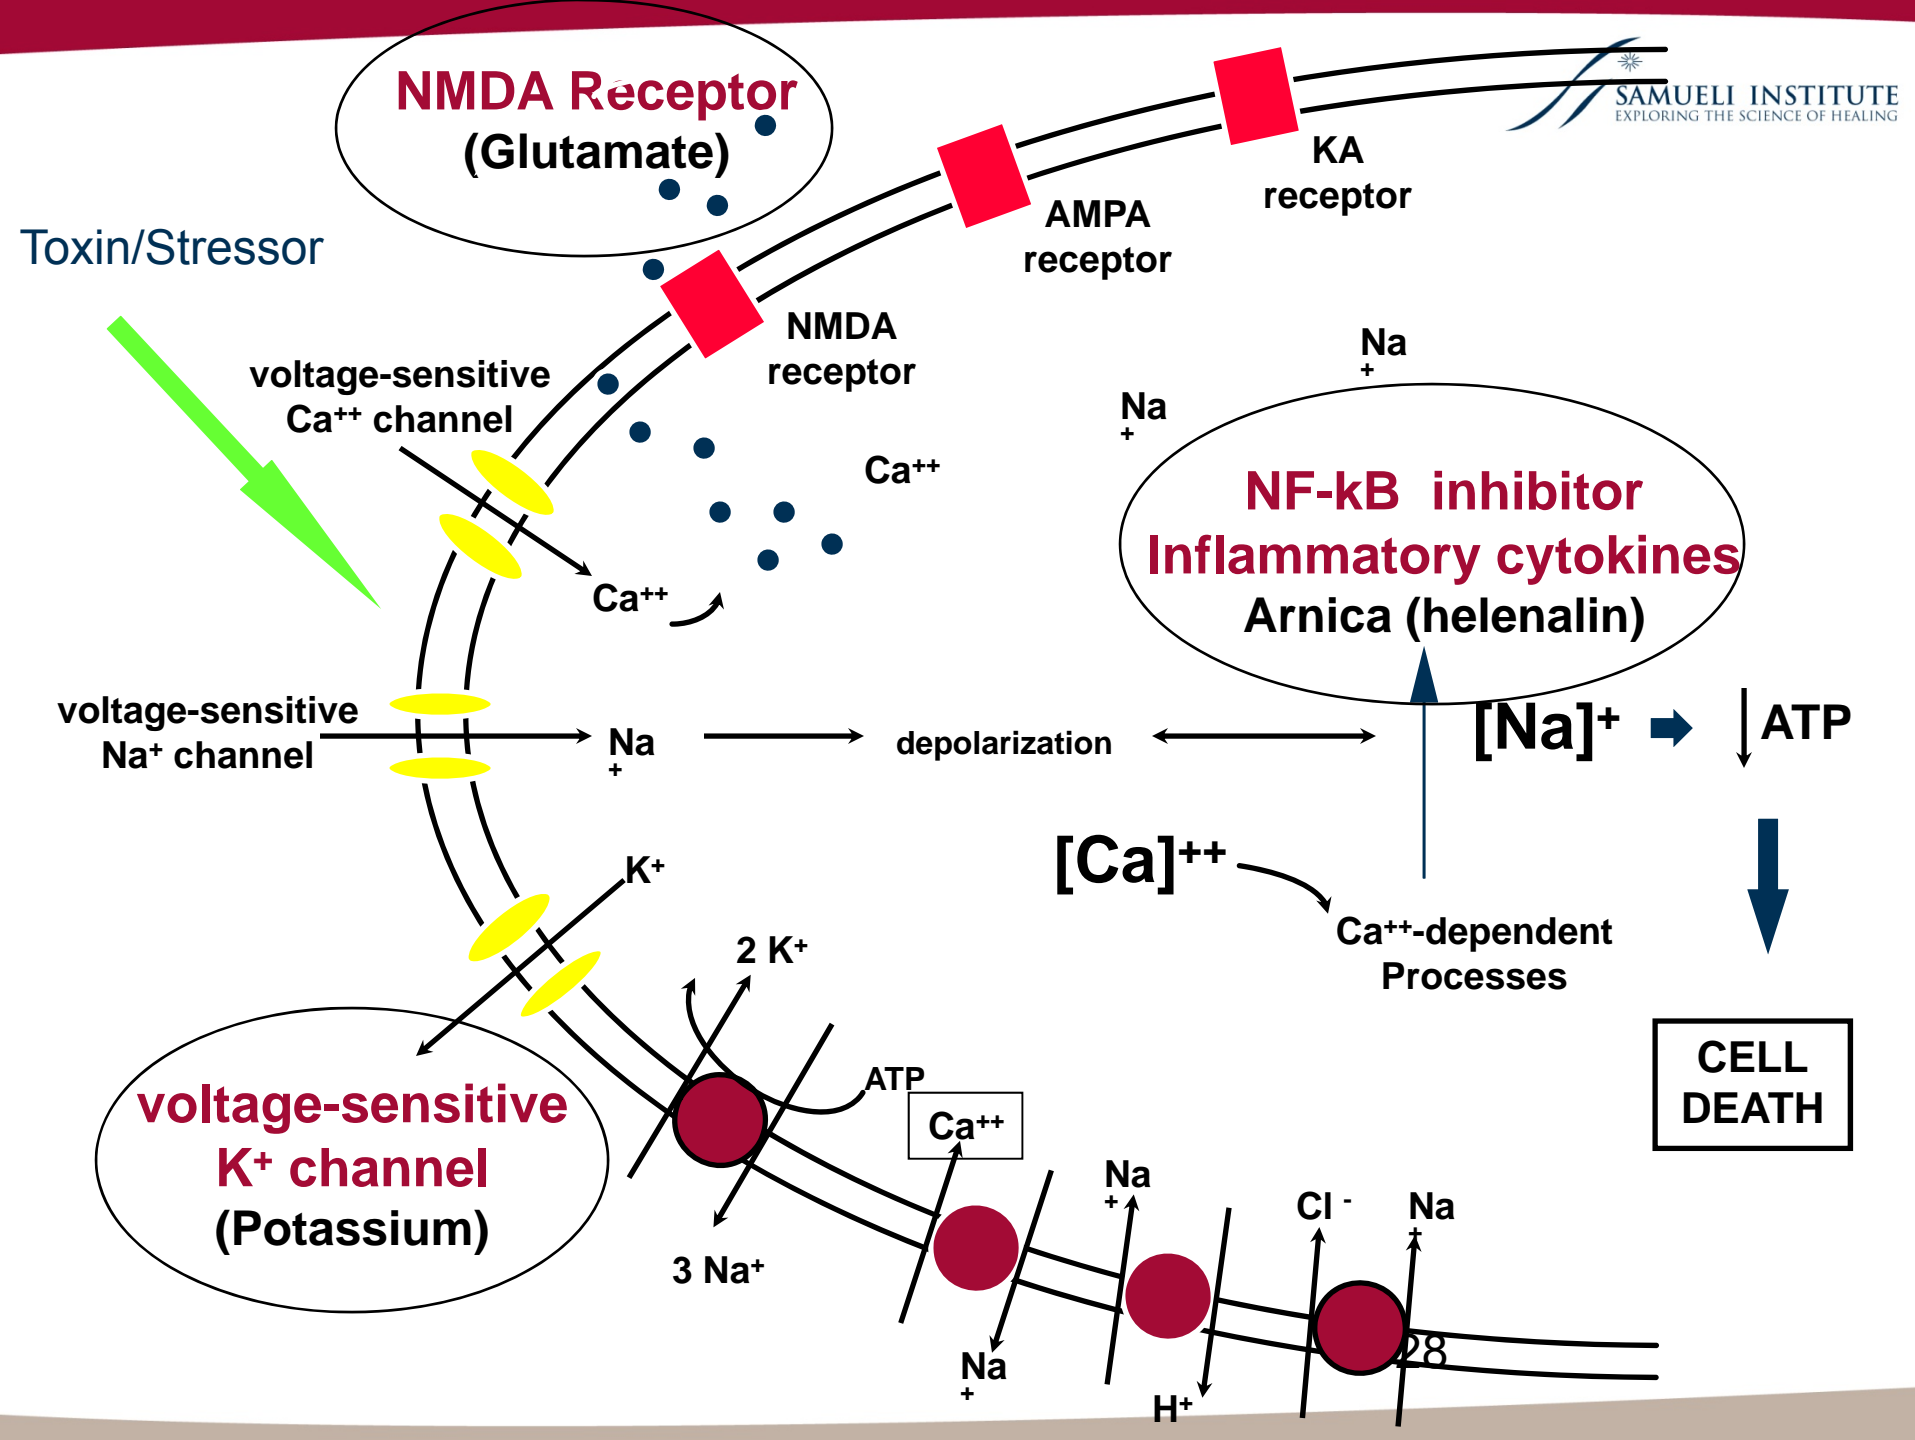 NMDA Receptor
(Glutamate)
SAMUELI INSTITUTE
EXPLORING THE SCIENCE OF HEALING
KA
receptor
AMPA
receptor
Toxin/Stressor
NMDA
receptor
voltage-sensitive
Ca++ channel
Na
+
Na
+
Ca++
NF-kB inhibitor
Inflammatory cytokines
Arnica (helenalin)
Ca++
voltage-sensitive
Na+ channel
Na
+
depolarization
[Na]+
ATP
[Ca]++
K+
Ca++-dependent
Processes
2 K+
CELL
DEATH
ATP
Ca++
voltage-sensitive
K+ channel
(Potassium)
3 Na+
Na
+
Cl -
Na
+
Na
+
H+
28